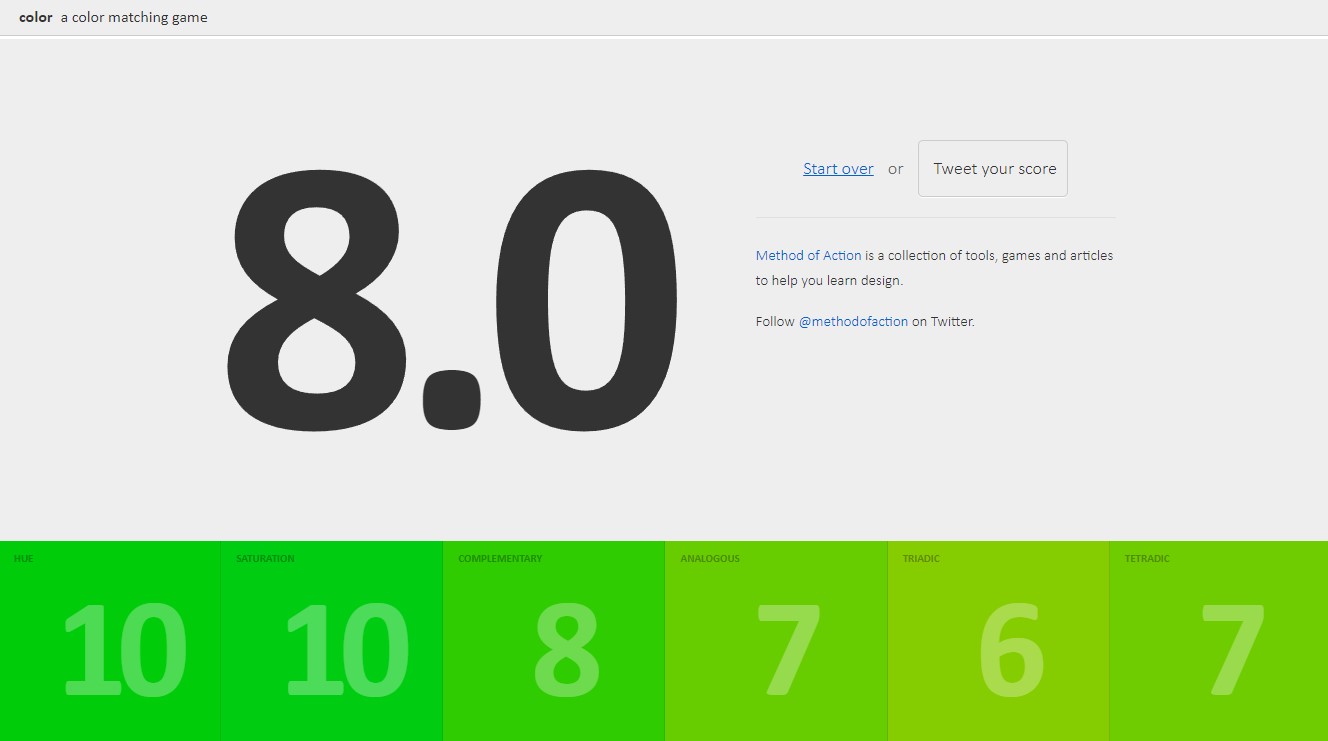 color a color matching game
8.0
Start over or Tweet your score
Method of Action is a collection of tools, games and articles
to help you learn design.
Follow @methodofaction on Twitter.
HUE
10
SATURATION
10
COMPLEMENTARY
8
ANALOGOUS
7
TRIADIC
6
TETRADIC
7